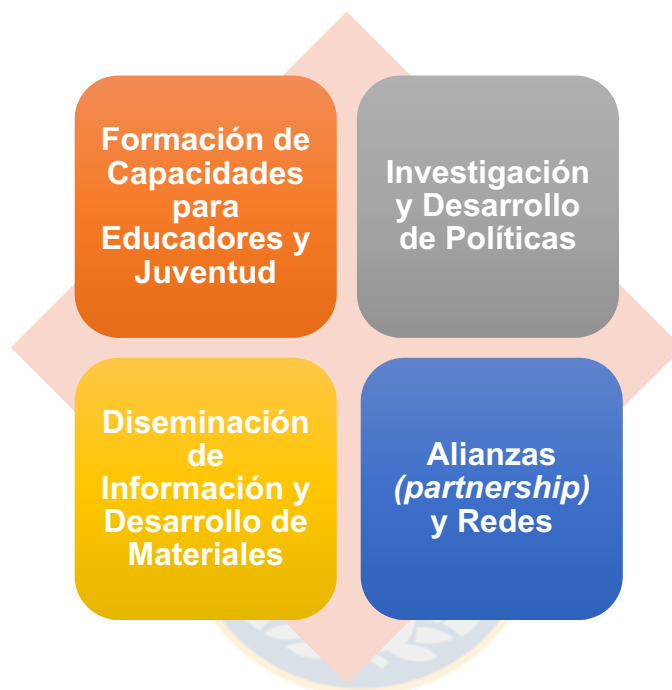 Formación de
Capacidades
para
Educadores y
Juventud
Investigación
y Desarrollo
de Políticas
Diseminación
de
Información y
Desarrollo de
Materiales
Alianzas
(partnership)
y Redes